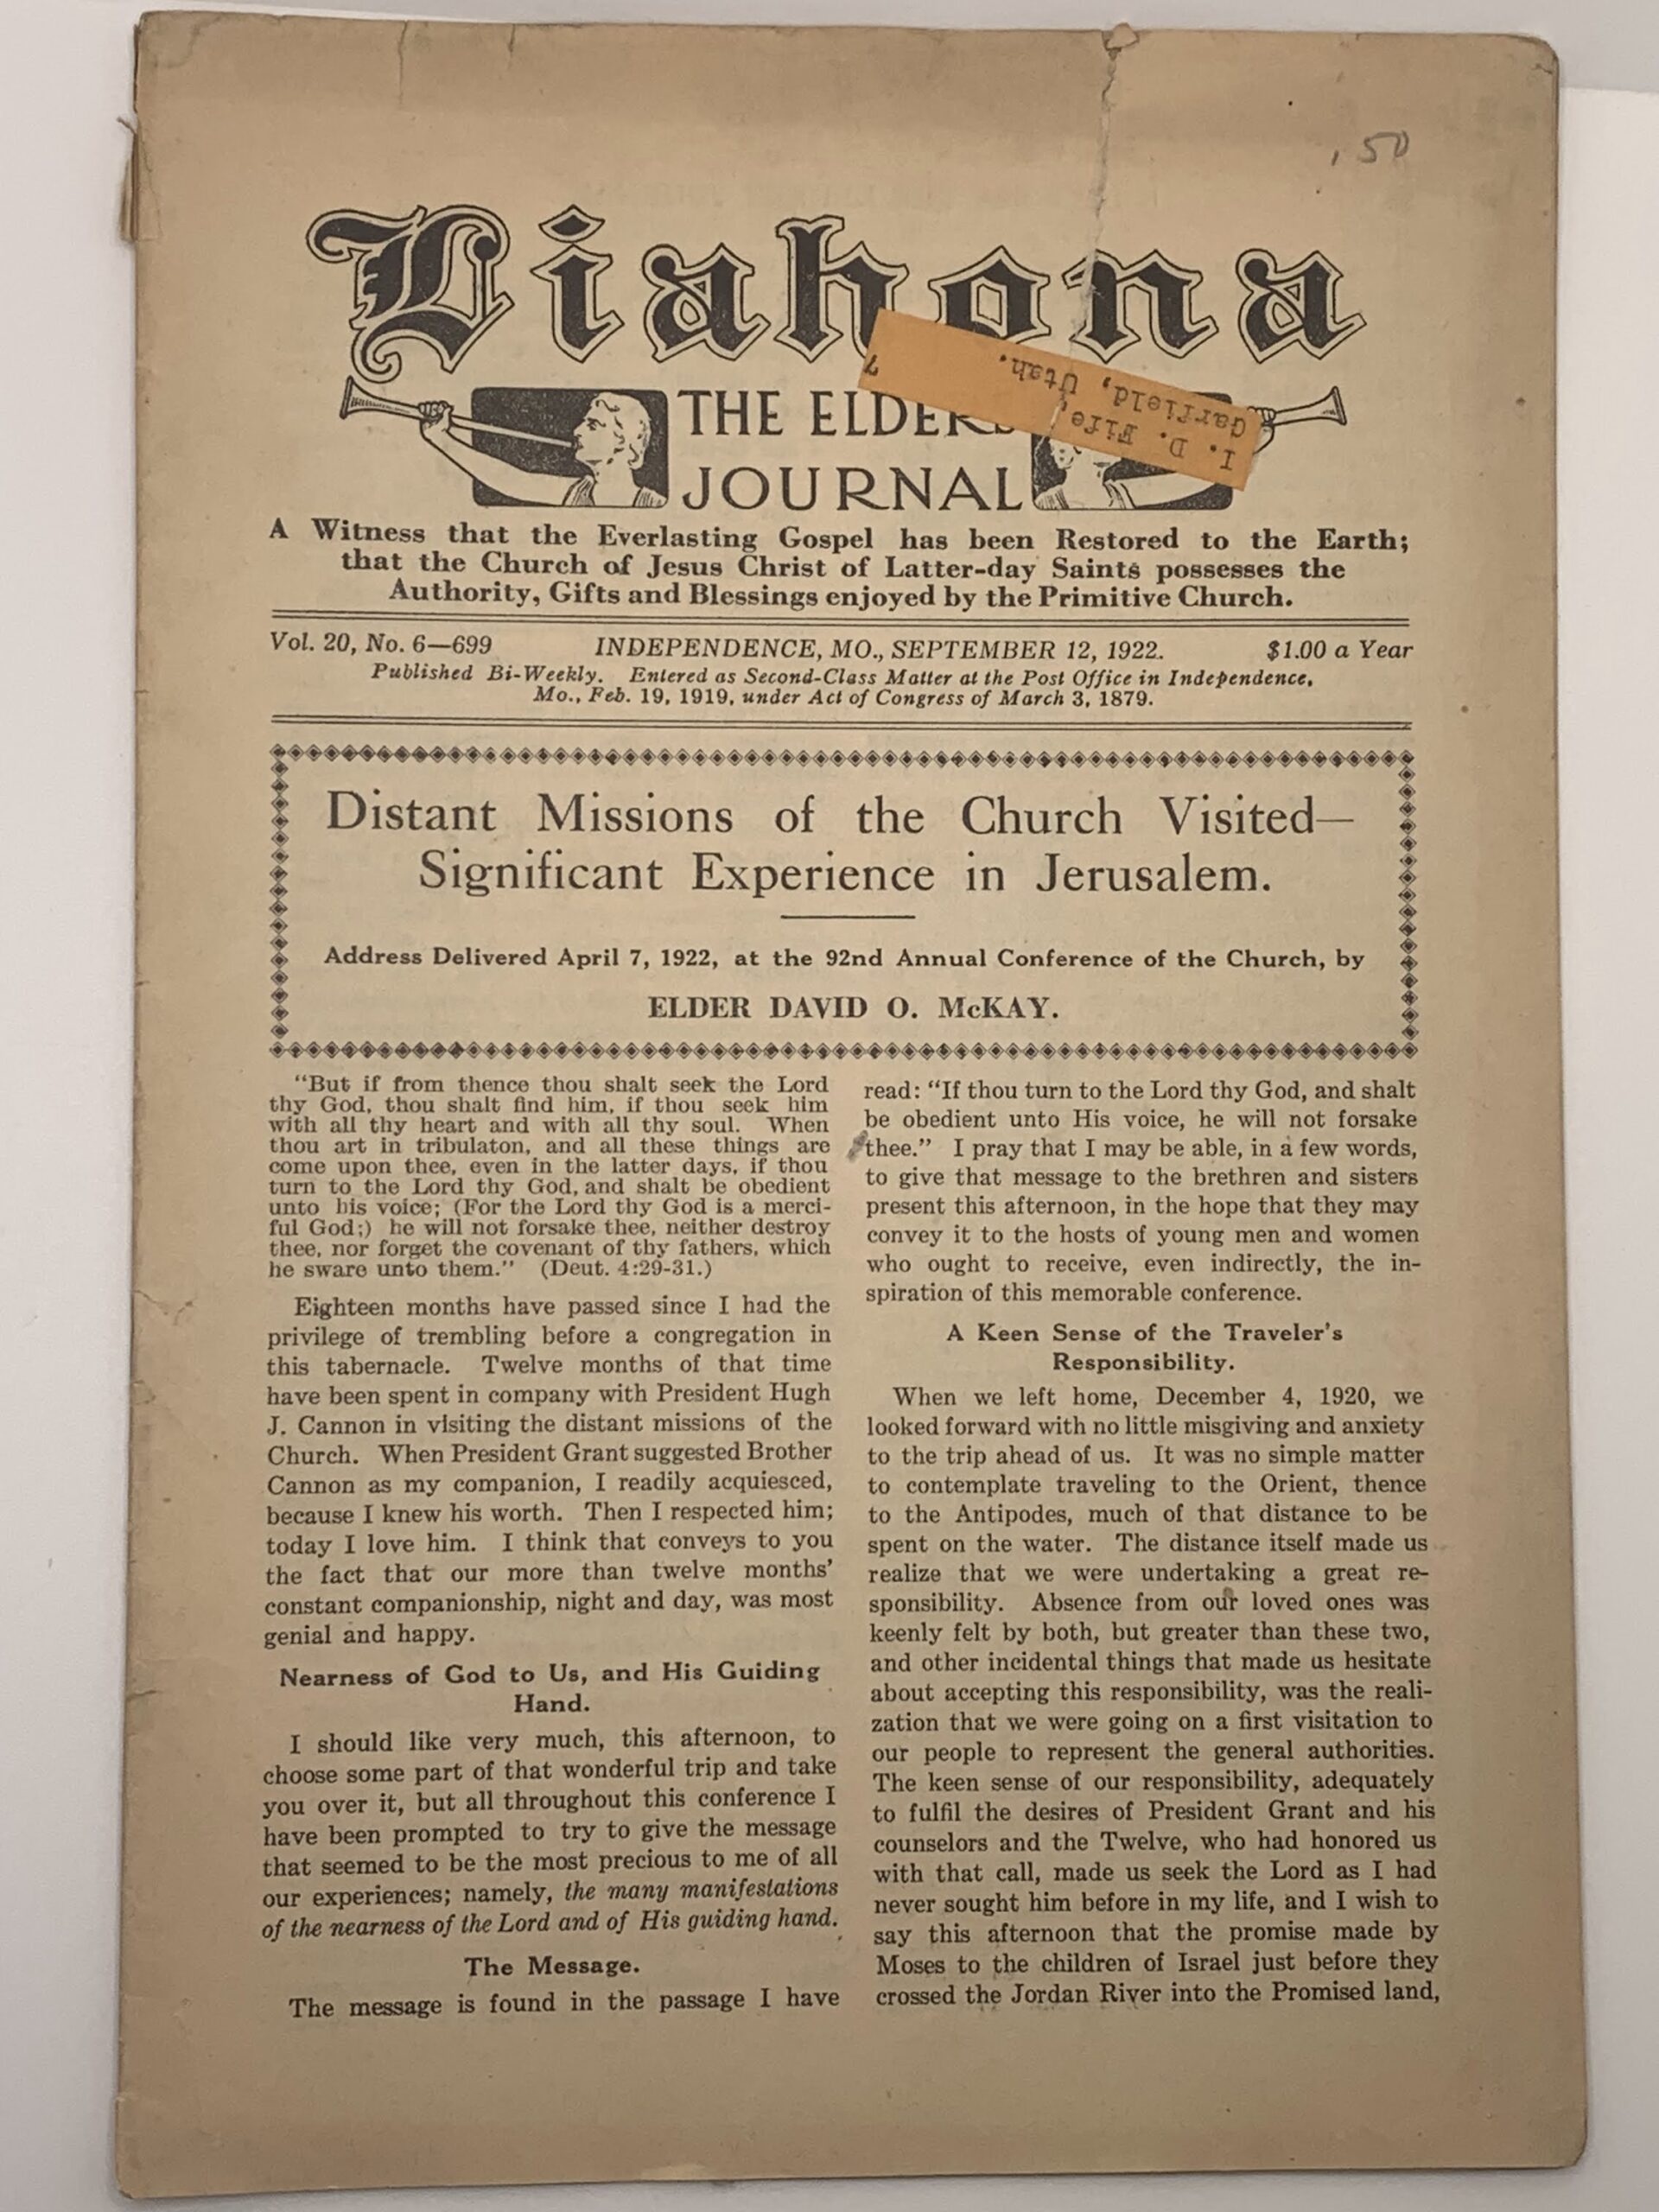 .50
Liahona
THE ELDERS
JOURNAL
I. D. Fife,
Garfield, Utah.
7
A Witness that the Everlasting Gospel has been Restored to the Earth;
that the Church of Jesus Christ of Latter-day Saints possesses the
Authority, Gifts and Blessings enjoyed by the Primitive Church.
Vol. 20, No. 6—699 INDEPENDENCE, MO., SEPTEMBER 12, 1922. $1.00 a Year
Published Bi-Weekly. Entered as Second-Class Matter at the Post Office in Independence,
Mo., Feb. 19, 1919, under Act of Congress of March 3, 1879.
Distant Missions of the Church Visited—
Significant Experience in Jerusalem.
Address Delivered April 7, 1922, at the 92nd Annual Conference of the Church, by
ELDER DAVID O. McKAY.
"But if from thence thou shalt seek the Lord
thy God, thou shalt find him, if thou seek him
with all thy heart and with all thy soul. When
thou art in tribulaton, and all these things are
come upon thee, even in the latter days, if thou
turn to the Lord thy God, and shalt be obedient
unto his voice; (For the Lord thy God is a merci-
ful God;) he will not forsake thee, neither destroy
thee, nor forget the covenant of thy fathers, which
he sware unto them." (Deut. 4:29-31.)
Eighteen months have passed since I had the
privilege of trembling before a congregation in
this tabernacle. Twelve months of that time
have been spent in company with President Hugh
J. Cannon in visiting the distant missions of the
Church. When President Grant suggested Brother
Cannon as my companion, I readily acquiesced,
because I knew his worth. Then I respected him;
today I love him. I think that conveys to you
the fact that our more than twelve months'
constant companionship, night and day, was most
genial and happy.
Nearness of God to Us, and His Guiding
Hand.
I should like very much, this afternoon, to
choose some part of that wonderful trip and take
you over it, but all throughout this conference I
have been prompted to try to give the message
that seemed to be the most precious to me of all
our experiences; namely, the many manifestations
of the nearness of the Lord and of His guiding hand.
The Message.
The message is found in the passage I have
read: "If thou turn to the Lord thy God, and shalt
be obedient unto His voice, he will not forsake
thee." I pray that I may be able, in a few words,
to give that message to the brethren and sisters
present this afternoon, in the hope that they may
convey it to the hosts of young men and women
who ought to receive, even indirectly, the in-
spiration of this memorable conference.
A Keen Sense of the Traveler's
Responsibility.
When we left home, December 4, 1920, we
looked forward with no little misgiving and anxiety
to the trip ahead of us. It was no simple matter
to contemplate traveling to the Orient, thence
to the Antipodes, much of that distance to be
spent on the water. The distance itself made us
realize that we were undertaking a great re-
sponsibility. Absence from our loved ones was
keenly felt by both, but greater than these two,
and other incidental things that made us hesitate
about accepting this responsibility, was the reali-
zation that we were going on a first visitation to
our people to represent the general authorities.
The keen sense of our responsibility, adequately
to fulfil the desires of President Grant and his
counselors and the Twelve, who had honored us
with that call, made us seek the Lord as I had
never sought him before in my life, and I wish to
say this afternoon that the promise made by
Moses to the children of Israel just before they
crossed the Jordan River into the Promised land,